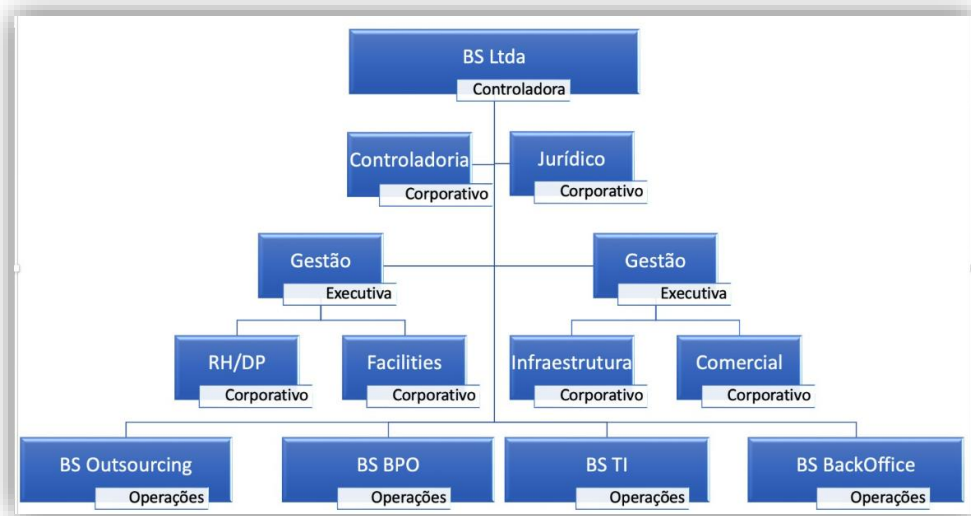 BS Ltda
Controladora
Controladoria
Corporativo
Jurídico
Corporativo
Gestão
Executiva
Gestão
Executiva
RH/DP
Corporativo
Facilities
Corporativo
Infraestrutura
Corporativo
Comercial
Corporativo
BS Outsourcing
Operações
BS BPO
Operações
BS TI
Operações
BS BackOffice
Operações